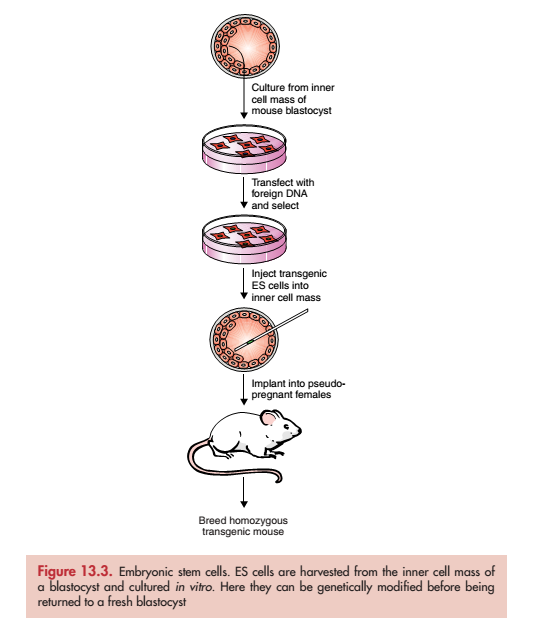 Culture from inner
cell mass of
mouse blastocyst
Transfect with
foreign DNA
and select
Inject transgenic
ES cells into
inner cell mass
Implant into pseudo-
pregnant females
Breed homozygous
transgenic mouse
Figure 13.3. Embryonic stem cells. ES cells are harvested from the inner cell mass of
a blastocyst and cultured in vitro. Here they can be genetically modified before being
returned to a fresh blastocyst